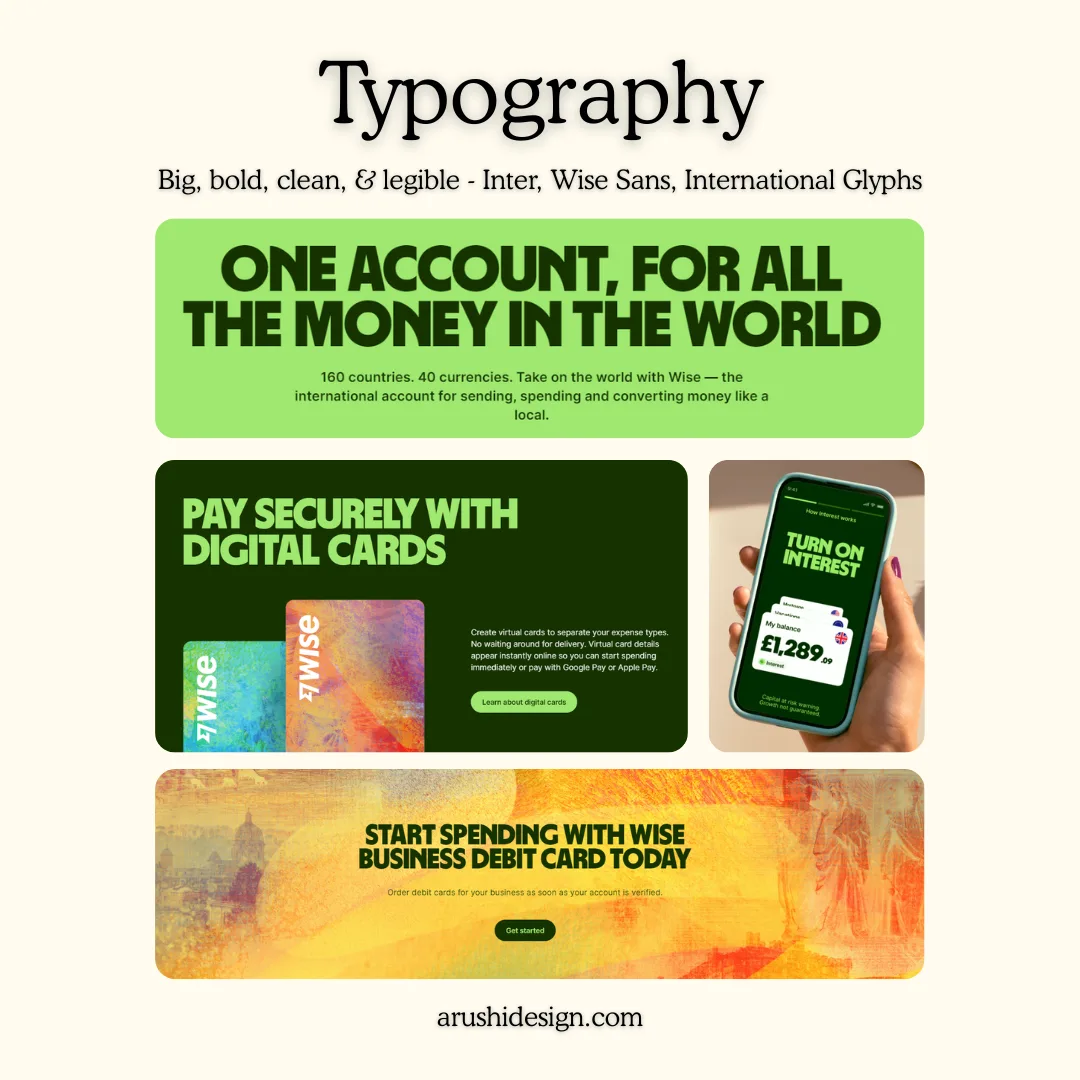 Typography
Big, bold, clean, & legible - Inter, Wise Sans, International Glyphs
ONE ACCOUNT, FOR ALL
THE MONEY IN THE WORLD
160 countries. 40 currencies. Take on the world with Wise — the
international account for sending, spending and converting money like a
local.
PAY SECURELY WITH
DIGITAL CARDS
wise
wise
Create virtual cards to separate your expense types.
No waiting around for delivery. Virtual card details
appear instantly online so you can start spending
immediately or pay with Google Pay or Apple Pay.
Learn about digital cards
9:41
How interest works
TURN ON
INTEREST
My balance
£1,289.09
Interest
Capital at risk warning.
Growth not guaranteed.
START SPENDING WITH WISE
BUSINESS DEBIT CARD TODAY
Order debit cards for your business as soon as your account is verified.
Get started
arushidesign.com